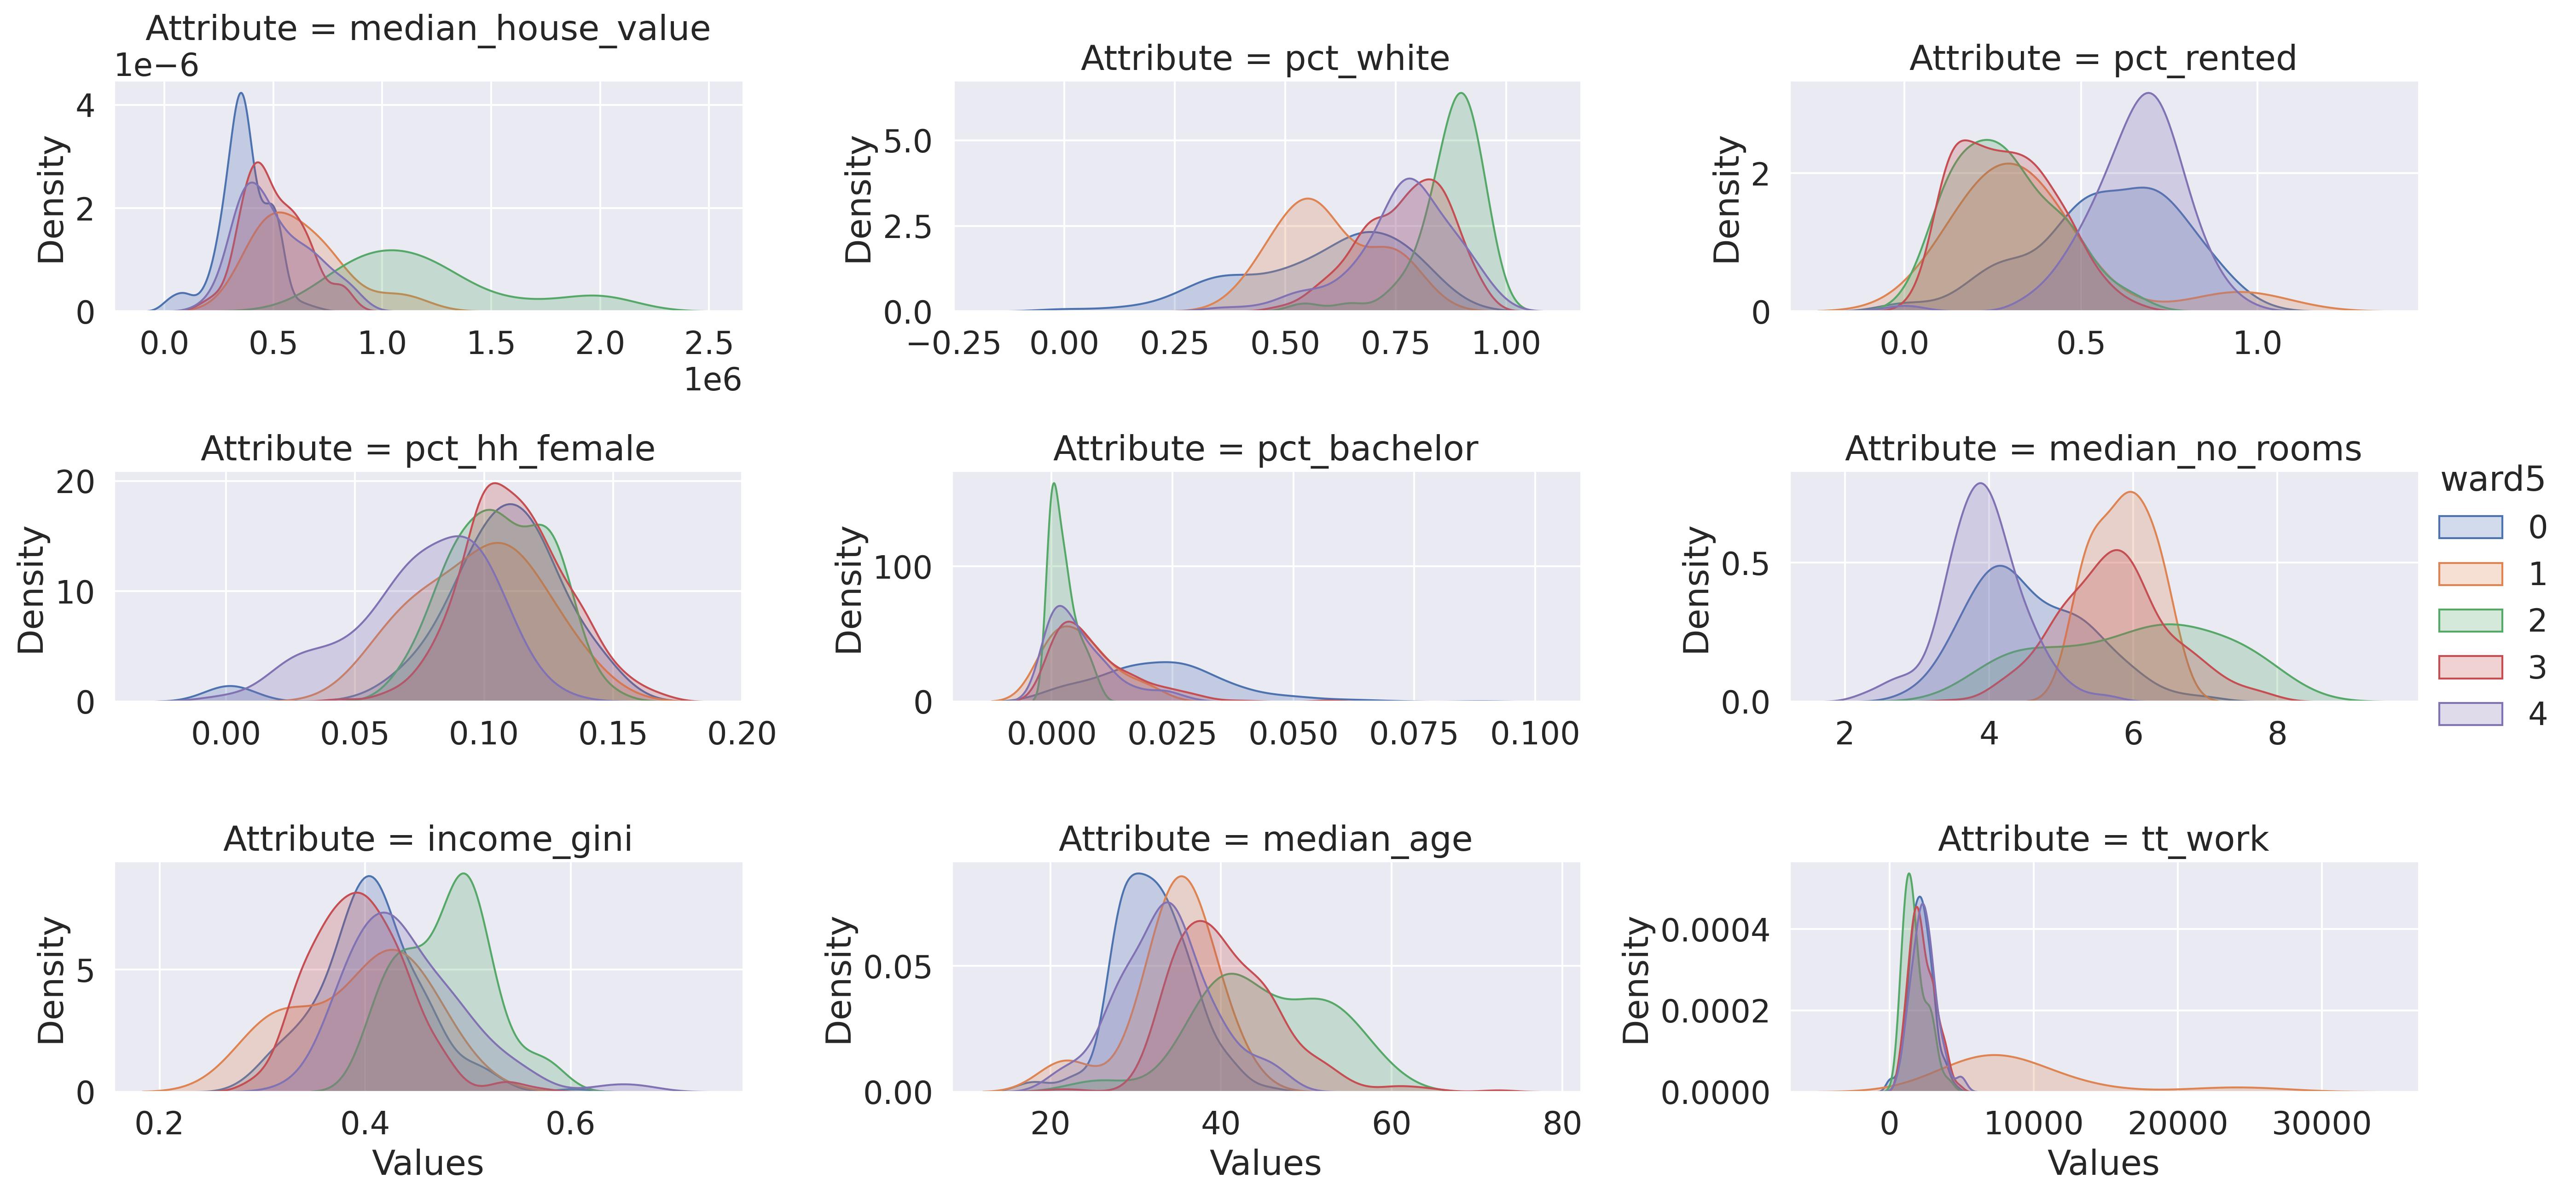 Attribute = median_house_value
1e−6
Density
4
2
0
0.0 0.5 1.0 1.5 2.0 2.5
1e6
Attribute = pct_white
Density
5.0
2.5
0.0
−0.25 0.00 0.25 0.50 0.75 1.00
Attribute = pct_rented
Density
2
0
0.0 0.5 1.0
Attribute = pct_hh_female
Density
20
10
0
0.00 0.05 0.10 0.15 0.20
Attribute = pct_bachelor
Density
100
0
0.000 0.025 0.050 0.075 0.100
Attribute = median_no_rooms
Density
0.5
0.0
2 4 6 8
ward5
0
1
2
3
4
Attribute = income_gini
Density
5
0
0.2 0.4 0.6
Values
Attribute = median_age
Density
0.05
0.00
20 40 60 80
Values
Attribute = tt_work
Density
0.0004
0.0002
0.0000
0 10000 20000 30000
Values